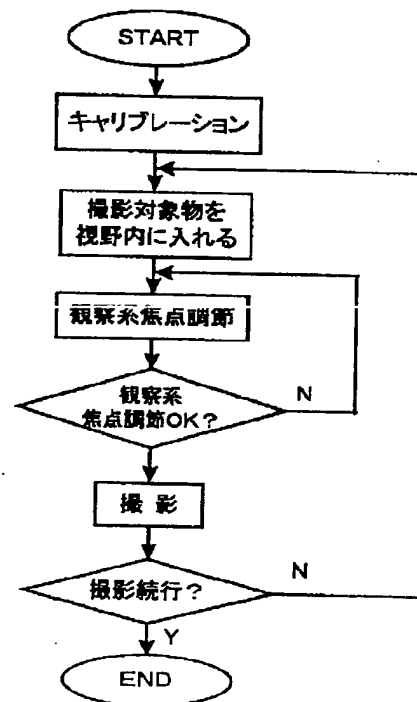 START
キャリブレーション
撮影対象物を
視野内に入れる
観察系焦点調節
観察系
焦点調節OK?
N
撮 影
撮影続行?
N
Y
END